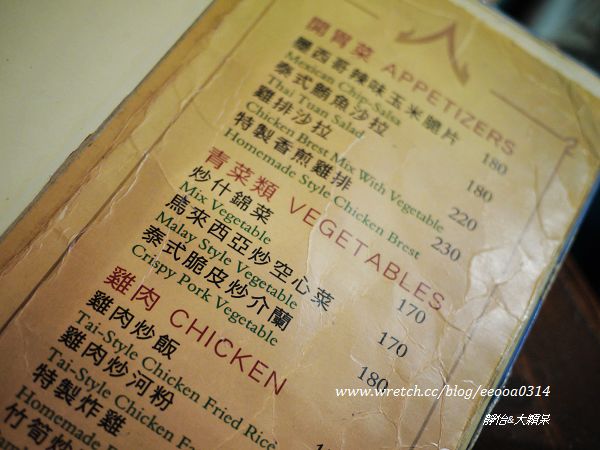 開胃菜 APPETIZERS
墨西哥辣味玉米脆片 180
Mexican Chip-Salsa
泰式鮪魚沙拉 180
Thai Tuan Salad
雞排沙拉 220
Chicken Brest Mix With Vegetable
特製香煎雞排 230
Homemade Style Chicken Brest
青菜類 VEGETABLES
炒什錦菜 170
Mix Vegetable
馬來西亞炒空心菜 170
Malay Style Vegetable
泰式脆皮炒介蘭 180
Crispy Pork Vegetable
雞肉 CHICKEN
雞肉炒飯
Tai-Style Chicken Fried Rice
雞肉炒河粉
Tai-Style Chicken
特製炸雞
Homemade
竹筍炒
www.wretch.cc/blog/eeooa0314
靜怡&大顆呆